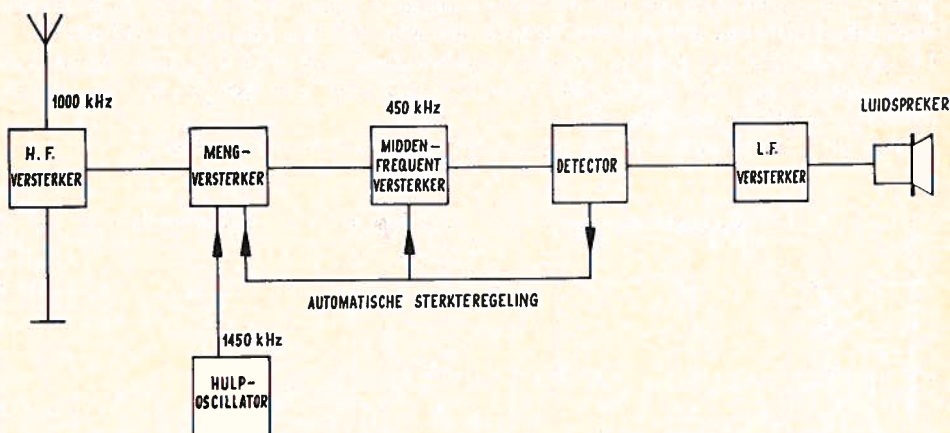 1000 kHz
H.F.
VERSTERKER
MENG-
VERSTERKER
450 kHz
MIDDEN-
FREQUENT
VERSTERKER
DETECTOR
L.F.
VERSTERKER
LUIDSPREKER
AUTOMATISCHE STERKTEREGELING
1450 kHz
HULP-
OSCILLATOR